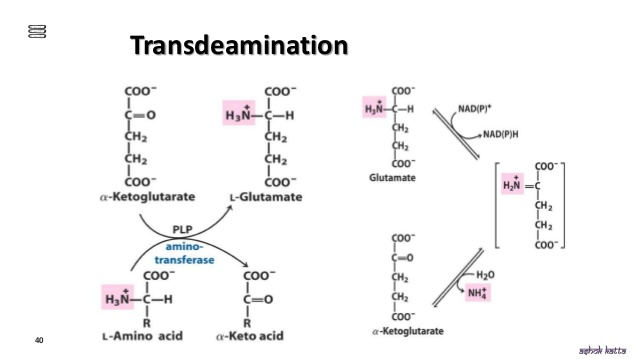 Transdeamination
COO⁻
C=O
CH₂
CH₂
COO⁻
α-Ketoglutarate
COO⁻
H₃N⁺–C–H
CH₂
CH₂
COO⁻
L-Glutamate
PLP
amino-
transferase
COO⁻
H₃N⁺–C–H
R
L-Amino acid
COO⁻
C=O
R
α-Keto acid
COO⁻
H₃N⁺–C–H
CH₂
CH₂
COO⁻
Glutamate
NAD(P)⁺
NAD(P)H
COO⁻
H₂N⁺=C
CH₂
CH₂
COO⁻
H₂O
NH₄⁺
COO⁻
C=O
CH₂
CH₂
COO⁻
α-Ketoglutarate
40
ashok katta